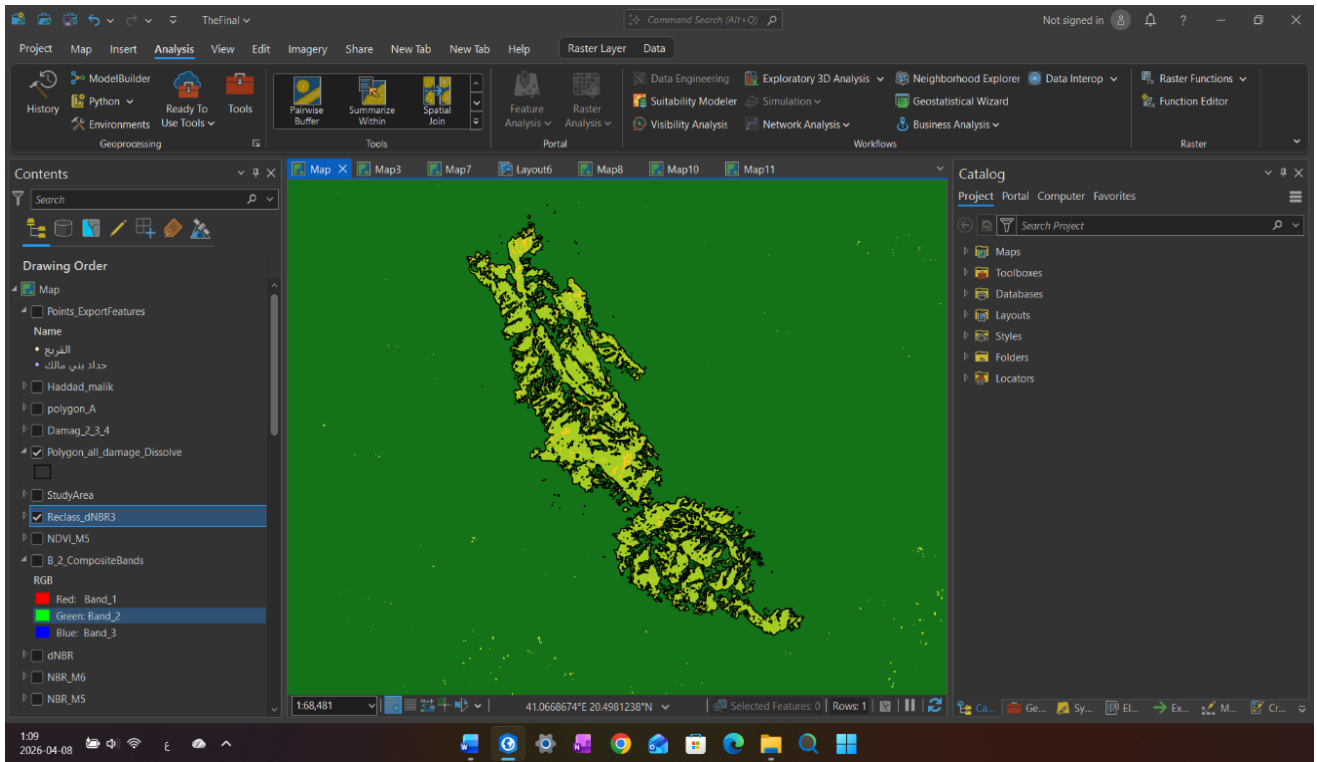 TheFinal
Command Search (Alt+Q)
Not signed in
?
Project Map Insert Analysis View Edit Imagery Share New Tab New Tab Help Raster Layer Data
History
ModelBuilder
Python
Environments
Ready To
Use Tools
Tools
Geoprocessing
Pairwise
Buffer
Summarize
Within
Spatial
Join
Tools
Feature
Analysis
Raster
Analysis
Portal
Data Engineering
Exploratory 3D Analysis
Neighborhood Explorer
Data Interop
Suitability Modeler
Simulation
Geostatistical Wizard
Visibility Analysis
Network Analysis
Business Analysis
Workflows
Raster Functions
Function Editor
Raster
Contents
Search
Drawing Order
Map
Points_ExportFeatures
Name
القريع
حداد بني مالك
Haddad_malik
polygon_A
Damag_2_3_4
Polygon_all_damage_Dissolve
StudyArea
Reclass_dNBR3
NDVI_M5
B_2_CompositeBands
RGB
Red: Band_1
Green: Band_2
Blue: Band_3
dNBR
NBR_M6
NBR_M5
Map Map3 Map7 Layout6 Map8 Map10 Map11
1:68,481
41.0668674°E 20.4981238°N
Selected Features: 0
Rows: 1
Catalog
Project Portal Computer Favorites
Search Project
Maps
Toolboxes
Databases
Layouts
Styles
Folders
Locators
Ca... Ge... Sy... El... Ex... M... Cr...
1:09
2026-04-08
ع